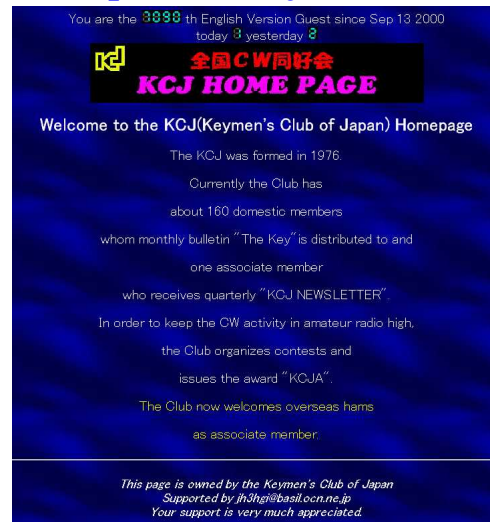 You are the th English Version Guest since Sep 13 2000
today yesterday
KCJ 全国CW同好会
KCJ HOME PAGE
Welcome to the KCJ(Keymen's Club of Japan) Homepage
The KCJ was formed in 1976.
Currently the Club has
about 160 domestic members
whom monthly bulletin "The Key"is distributed to and
one associate member
who receives quarterly "KCJ NEWSLETTER".
In order to keep the CW activity in amateur radio high,
the Club organizes contests and
issues the award "KCJA".
The Club now welcomes overseas hams
as associate member.
This page is owned by the Keymen's Club of Japan
Supported by jh3hgi@basil.ocn.ne.jp
Your support is very much appreciated.